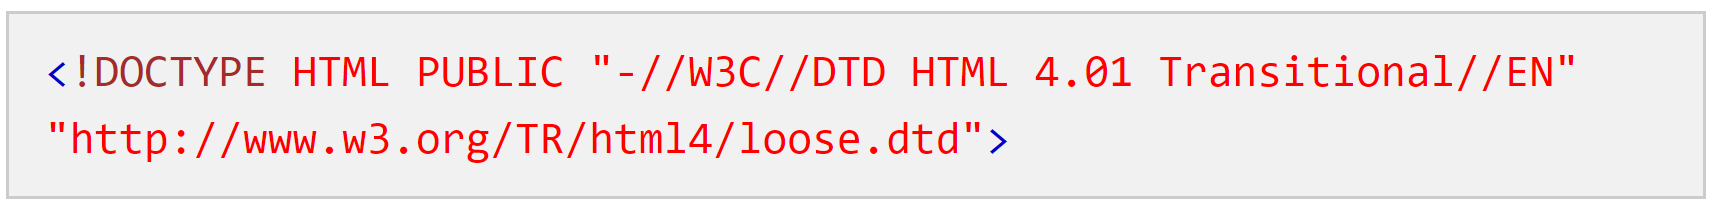 <!DOCTYPE HTML PUBLIC "-//W3C//DTD HTML 4.01 Transitional//EN"
"http://www.w3.org/TR/html4/loose.dtd">